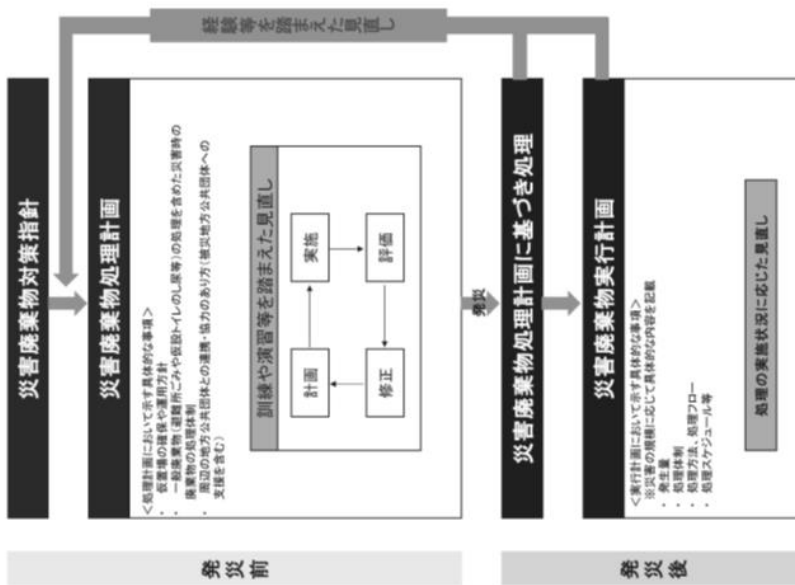 発災前
災害廃棄物対策指針
災害廃棄物処理計画
＜処理計画において示す具体的な事項＞
・ 仮置場の確保や運用方針
・ 一般廃棄物（避難所ごみや仮設トイレのし尿等）の処理を含めた災害時の
廃棄物の処理体制
・ 周辺の地方公共団体との連携・協力のあり方（被災地方公共団体への
支援を含む）
訓練や演習等を踏まえた見直し
計画
実施
修正
評価
発災
経験等を踏まえた見直し
発災後
災害廃棄物処理計画に基づき処理
災害廃棄物実行計画
＜実行計画において示す具体的な事項＞
※災害の規模に応じて具体的な内容を記載
・ 発生量
・ 処理体制
・ 処理方法、処理フロー
・ 処理スケジュール等
処理の実施状況に応じた見直し